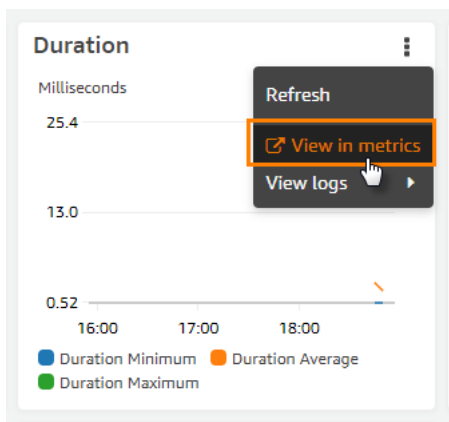 Duration
Milliseconds
Refresh
25.4
View in metrics
View logs
13.0
0.52
16:00 17:00 18:00
Duration Minimum Duration Average
Duration Maximum